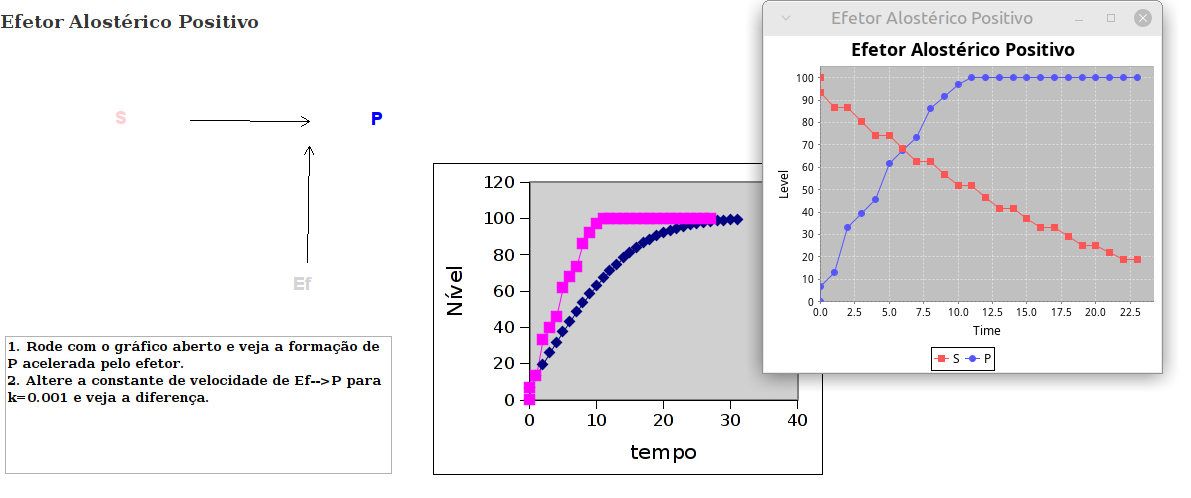 Efetor Alostérico Positivo
S
P
Ef
1. Rode com o gráfico aberto e veja a formação de
P acelerada pelo efetor.
2. Altere a constante de velocidade de Ef-->P para
k=0.001 e veja a diferença.
120
100
80
60
40
20
0
Nível
0 10 20 30 40
tempo
Efetor Alostérico Positivo
Efetor Alostérico Positivo
100
90
80
70
60
50
40
30
20
10
0
Level
0.0 2.5 5.0 7.5 10.0 12.5 15.0 17.5 20.0 22.5
Time
S P